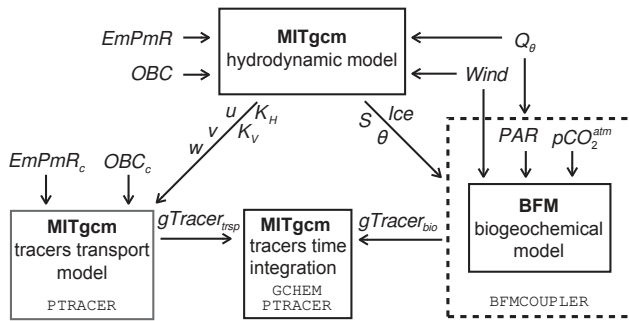 EmPmR
MITgcm
hydrodynamic model
Q_θ
OBC
Wind
u
K_H
v
K_V
w
S
Ice
θ
EmPmR_c
OBC_c
PAR
pCO₂^atm
MITgcm
tracers transport
model
PTRACER
gTracer_trsp
MITgcm
tracers time
integration
GCHEM
PTRACER
gTracer_bio
BFM
biogeochemical
model
BFMCOUPLER